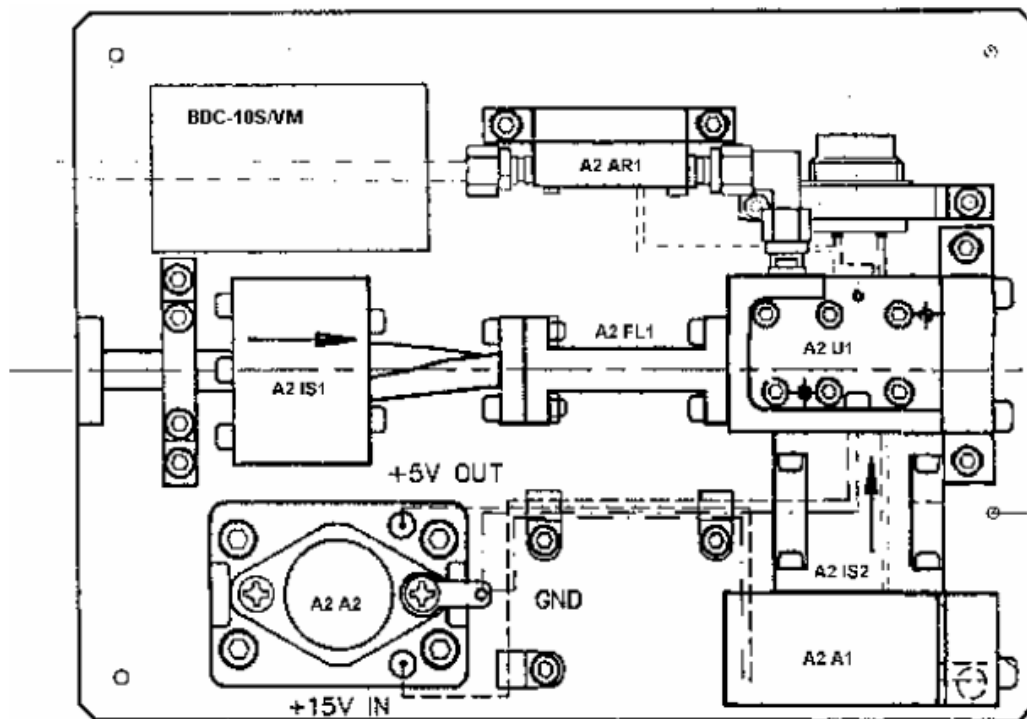 BDC-10S/VM
A2 AR1
A2 FL1
A2 U1
A2 IS1
+5V OUT
A2 IS2
A2 A2
GND
A2 A1
+15V IN